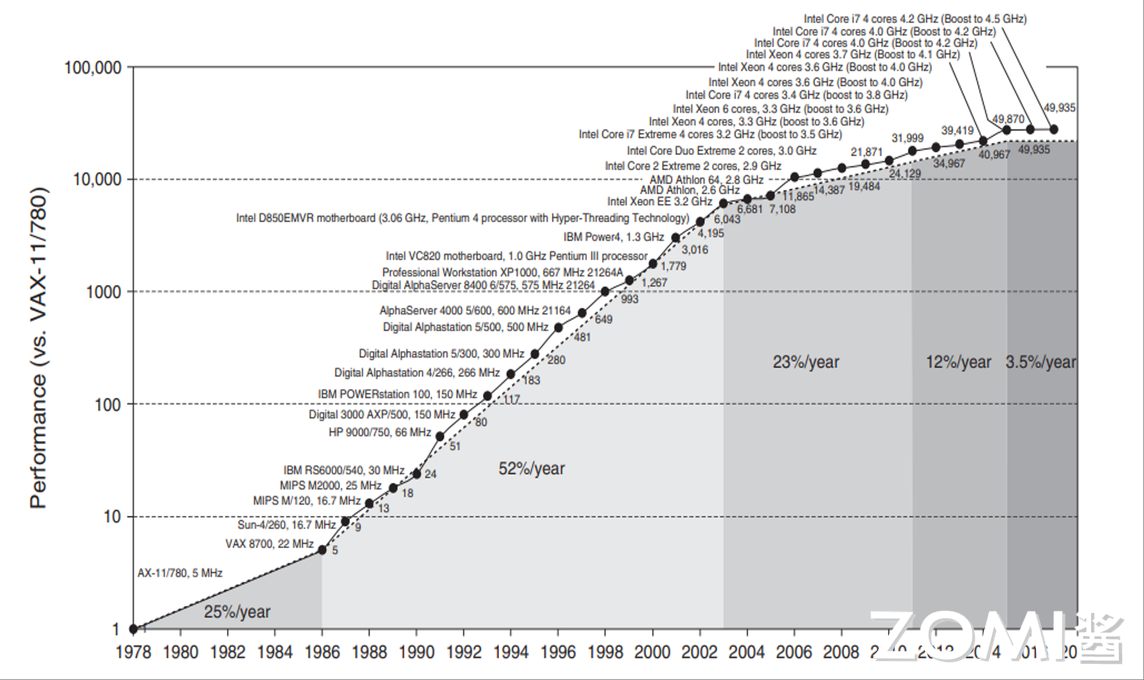 Intel Core i7 4 cores 4.2 GHz (Boost to 4.5 GHz)
Intel Core i7 4 cores 4.0 GHz (Boost to 4.2 GHz)
Intel Core i7 4 cores 4.0 GHz (Boost to 4.2 GHz)
Intel Xeon 4 cores 3.7 GHz (Boost to 4.1 GHz)
Intel Xeon 4 cores 3.6 GHz (Boost to 4.0 GHz)
Intel Xeon 4 cores 3.6 GHz (Boost to 4.0 GHz)
Intel Core i7 4 cores 3.4 GHz (boost to 3.8 GHz)
Intel Xeon 6 cores, 3.3 GHz (boost to 3.6 GHz)
Intel Xeon 4 cores, 3.3 GHz (boost to 3.6 GHz)
Intel Core i7 Extreme 4 cores 3.2 GHz (boost to 3.5 GHz)
Intel Core Duo Extreme 2 cores, 3.0 GHz
Intel Core 2 Extreme 2 cores, 2.9 GHz
AMD Athlon 64, 2.8 GHz
AMD Athlon, 2.6 GHz
Intel Xeon EE 3.2 GHz
Intel D850EMVR motherboard (3.06 GHz, Pentium 4 processor with Hyper-Threading Technology)
IBM Power4, 1.3 GHz
Intel VC820 motherboard, 1.0 GHz Pentium III processor
Professional Workstation XP1000, 667 MHz 21264A
Digital AlphaServer 8400 6/575, 575 MHz 21264
AlphaServer 4000 5/600, 600 MHz 21164
Digital Alphastation 5/500, 500 MHz
Digital Alphastation 5/300, 300 MHz
Digital Alphastation 4/266, 266 MHz
IBM POWERstation 100, 150 MHz
Digital 3000 AXP/500, 150 MHz
HP 9000/750, 66 MHz
IBM RS6000/540, 30 MHz
MIPS M2000, 25 MHz
MIPS M/120, 16.7 MHz
Sun-4/260, 16.7 MHz
VAX 8700, 22 MHz
AX-11/780, 5 MHz
5
9
13
18
24
51
80
117
183
280
481
649
993
1,267
1,779
3,016
4,195
6,043
6,681
7,108
11,865
14,387
19,484
21,871
24,129
31,999
34,967
39,419
40,967
49,870
49,935
49,935
25%/year
52%/year
23%/year
12%/year
3.5%/year
Performance (vs. VAX-11/780)
100,000
10,000
1000
100
10
1
1978
1980
1982
1984
1986
1988
1990
1992
1994
1996
1998
2000
2002
2004
2006
2008
ZOMI酱